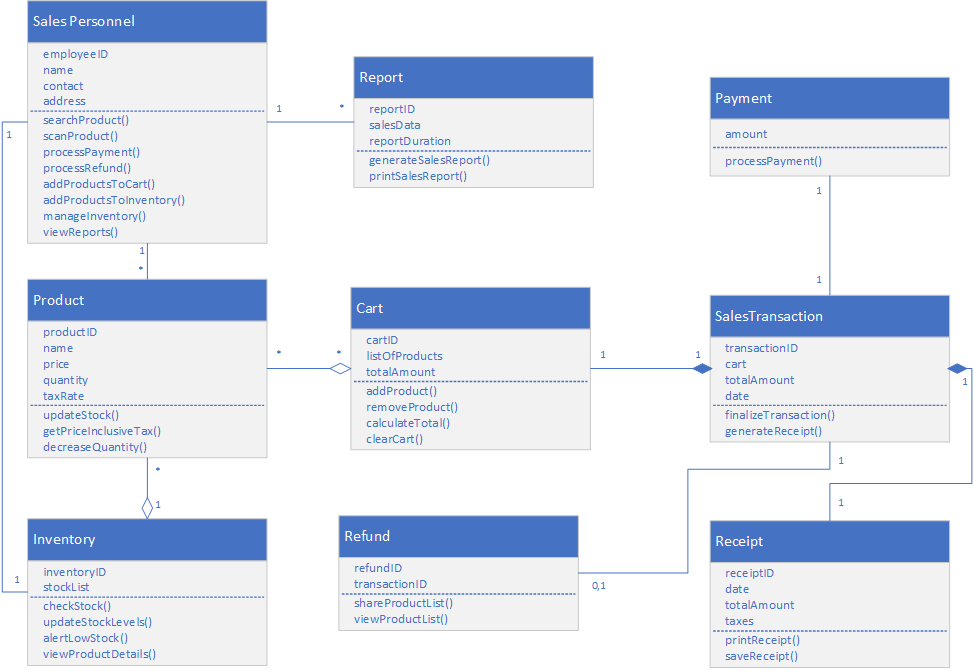 Sales Personnel
employeeID
name
contact
address
searchProduct()
scanProduct()
processPayment()
processRefund()
addProductsToCart()
addProductsToInventory()
manageInventory()
viewReports()
1
*
Report
reportID
salesData
reportDuration
generateSalesReport()
printSalesReport()
Payment
amount
processPayment()
1
1
1
1
1
*
Product
productID
name
price
quantity
taxRate
updateStock()
getPriceInclusiveTax()
decreaseQuantity()
*
*
Cart
cartID
listOfProducts
totalAmount
addProduct()
removeProduct()
calculateTotal()
clearCart()
1
1
SalesTransaction
transactionID
cart
totalAmount
date
finalizeTransaction()
generateReceipt()
1
1
1
*
1
Inventory
inventoryID
stockList
checkStock()
updateStockLevels()
alertLowStock()
viewProductDetails()
Refund
refundID
transactionID
shareProductList()
viewProductList()
0,1
Receipt
receiptID
date
totalAmount
taxes
printReceipt()
saveReceipt()